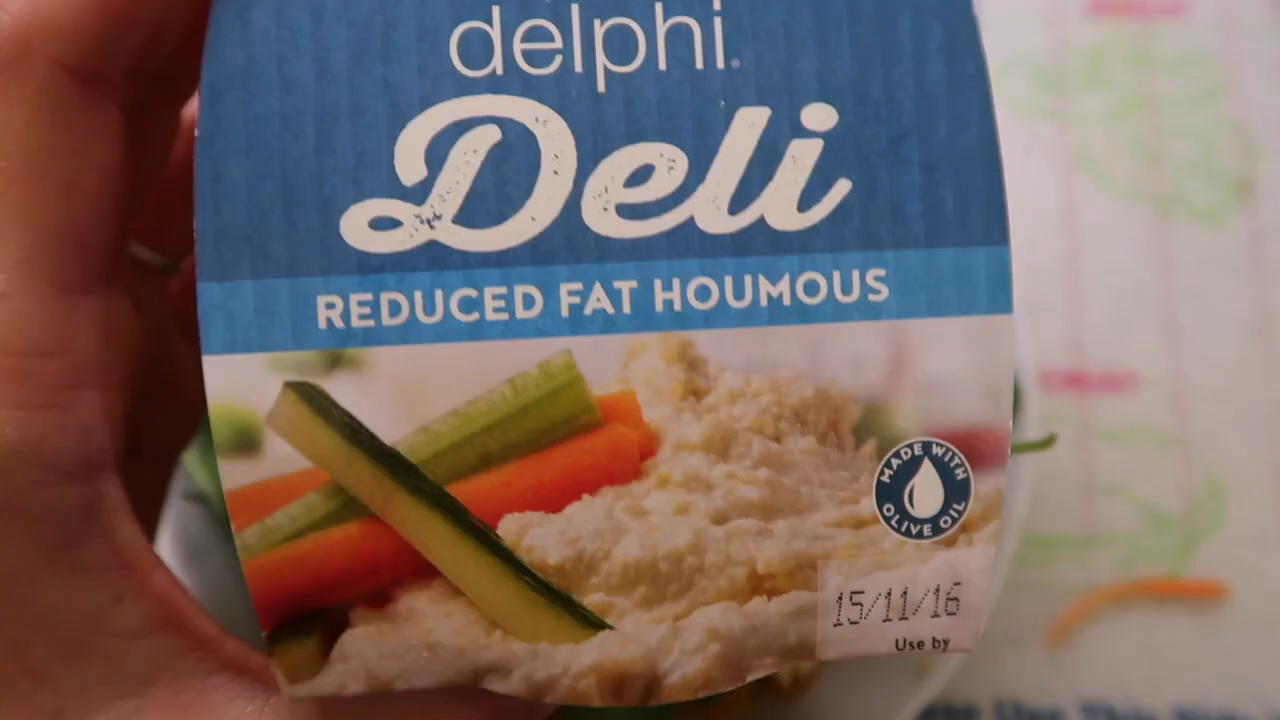 delphi
Deli
REDUCED FAT HOUMOUS
MADE WITH
OLIVE OIL
15/11/16
Use by